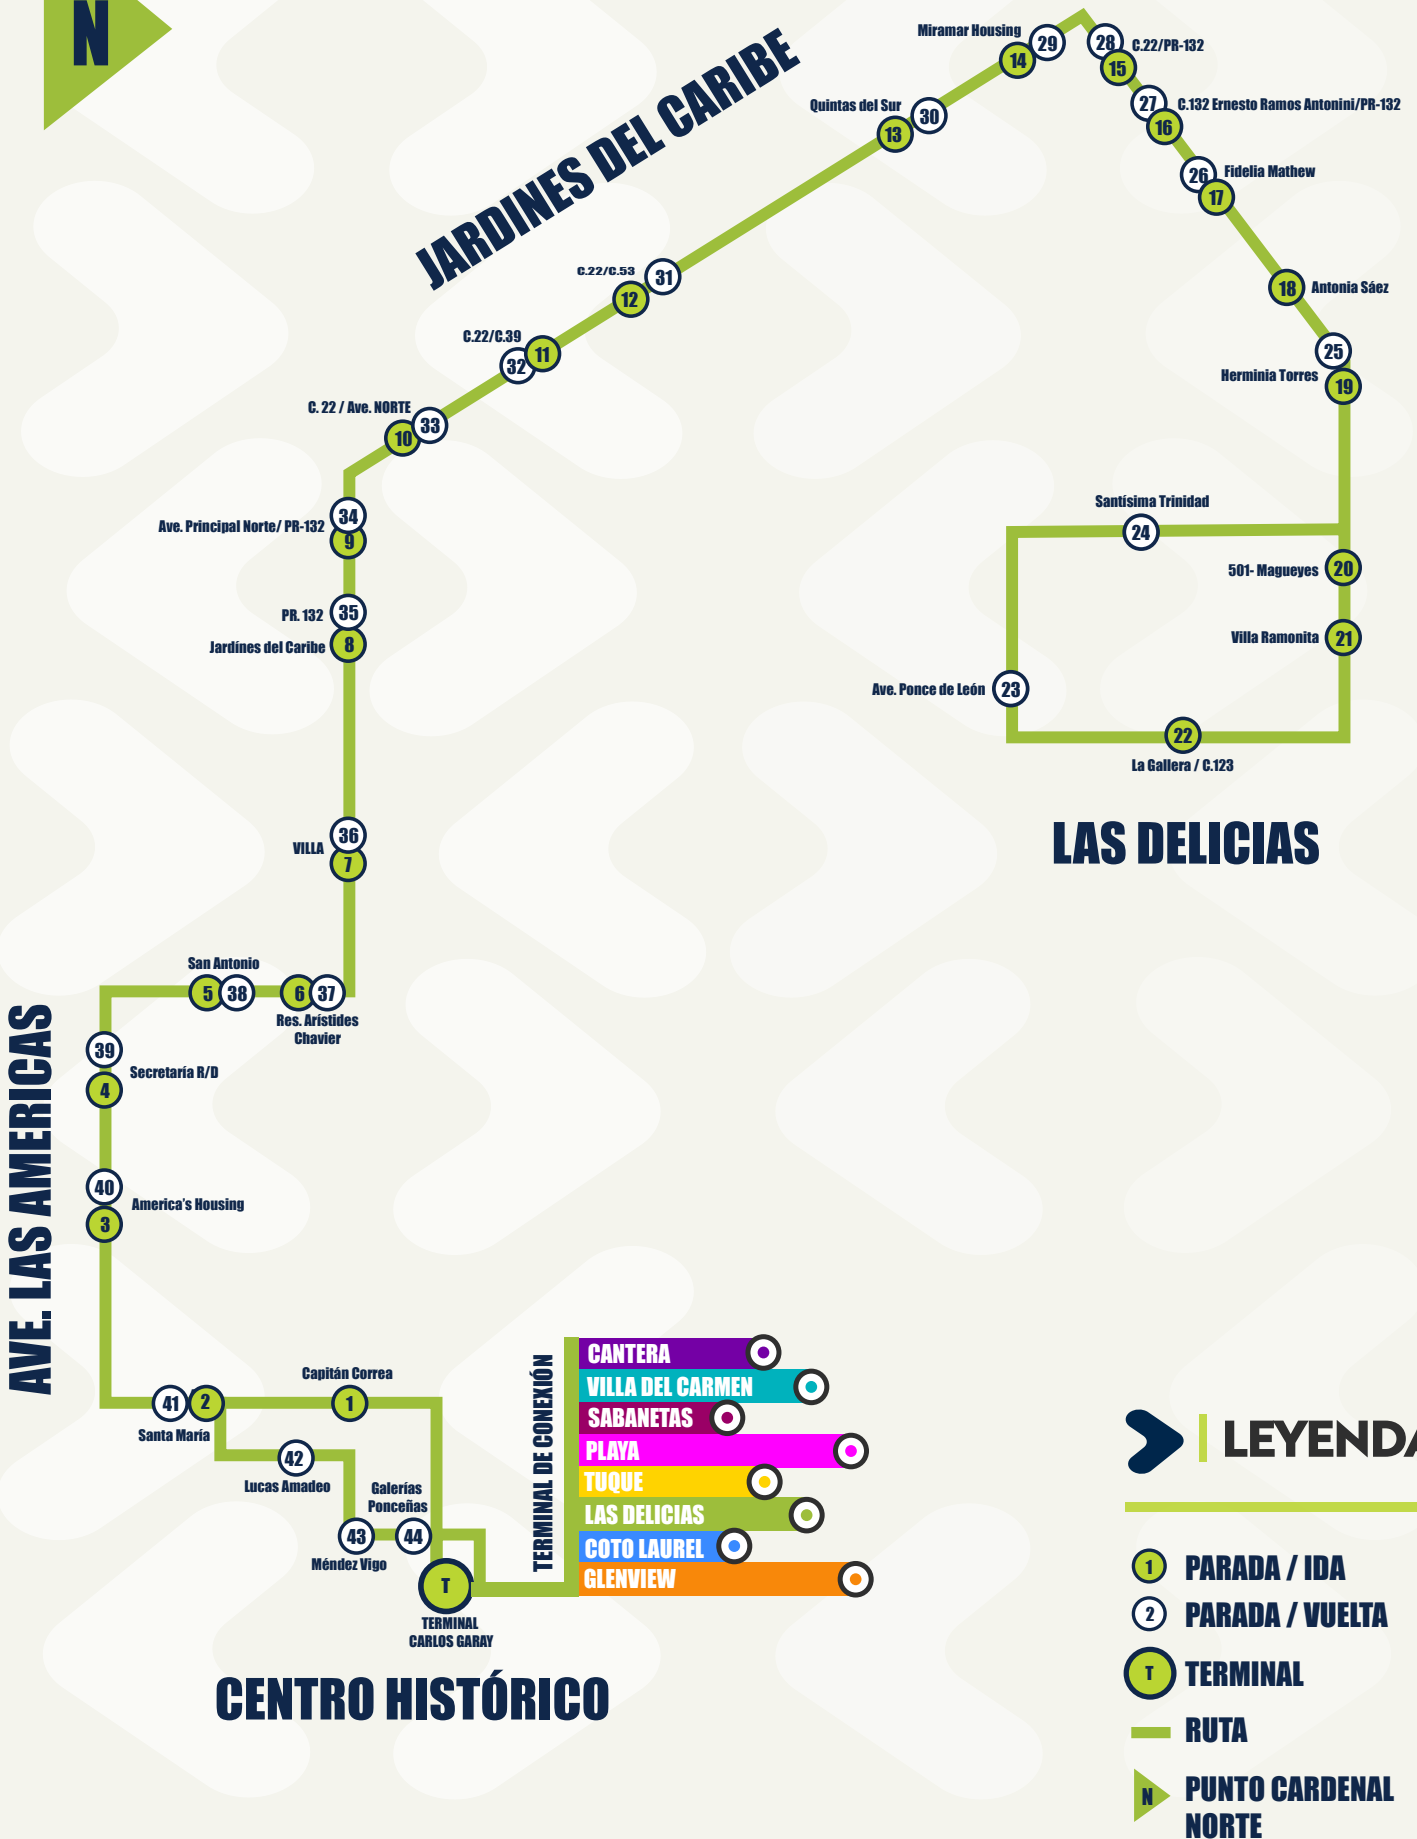 N
JARDINES DEL CARIBE
Miramar Housing
14
29
28
15
C.22/PR-132
27
16
C.132 Ernesto Ramos Antonini/PR-132
Quintas del Sur
13
30
26
17
Fidelia Mathew
C.22/C.53
12
31
18
Antonia Sáez
C.22/C.39
32
11
25
Herminia Torres
19
C. 22 / Ave. NORTE
10
33
Santísima Trinidad
24
34
Ave. Principal Norte/ PR-132
9
501- Magueyes
20
PR. 132
35
Jardínes del Caribe
8
Villa Ramonita
21
Ave. Ponce de León
23
22
La Gallera / C.123
LAS DELICIAS
36
VILLA
7
San Antonio
5
38
6
37
Res. Arístides
Chavier
AVE. LAS AMERICAS
39
Secretaría R/D
4
40
America's Housing
3
Capitán Correa
41
2
1
Santa María
42
Lucas Amadeo
Galerías
Ponceñas
43
44
Méndez Vigo
T
TERMINAL
CARLOS GARAY
CENTRO HISTÓRICO
TERMINAL DE CONEXIÓN
CANTERA
VILLA DEL CARMEN
SABANETAS
PLAYA
TUQUE
LAS DELICIAS
COTO LAUREL
GLENVIEW
LEYENDA
1 PARADA / IDA
2 PARADA / VUELTA
T TERMINAL
RUTA
N PUNTO CARDENAL
NORTE